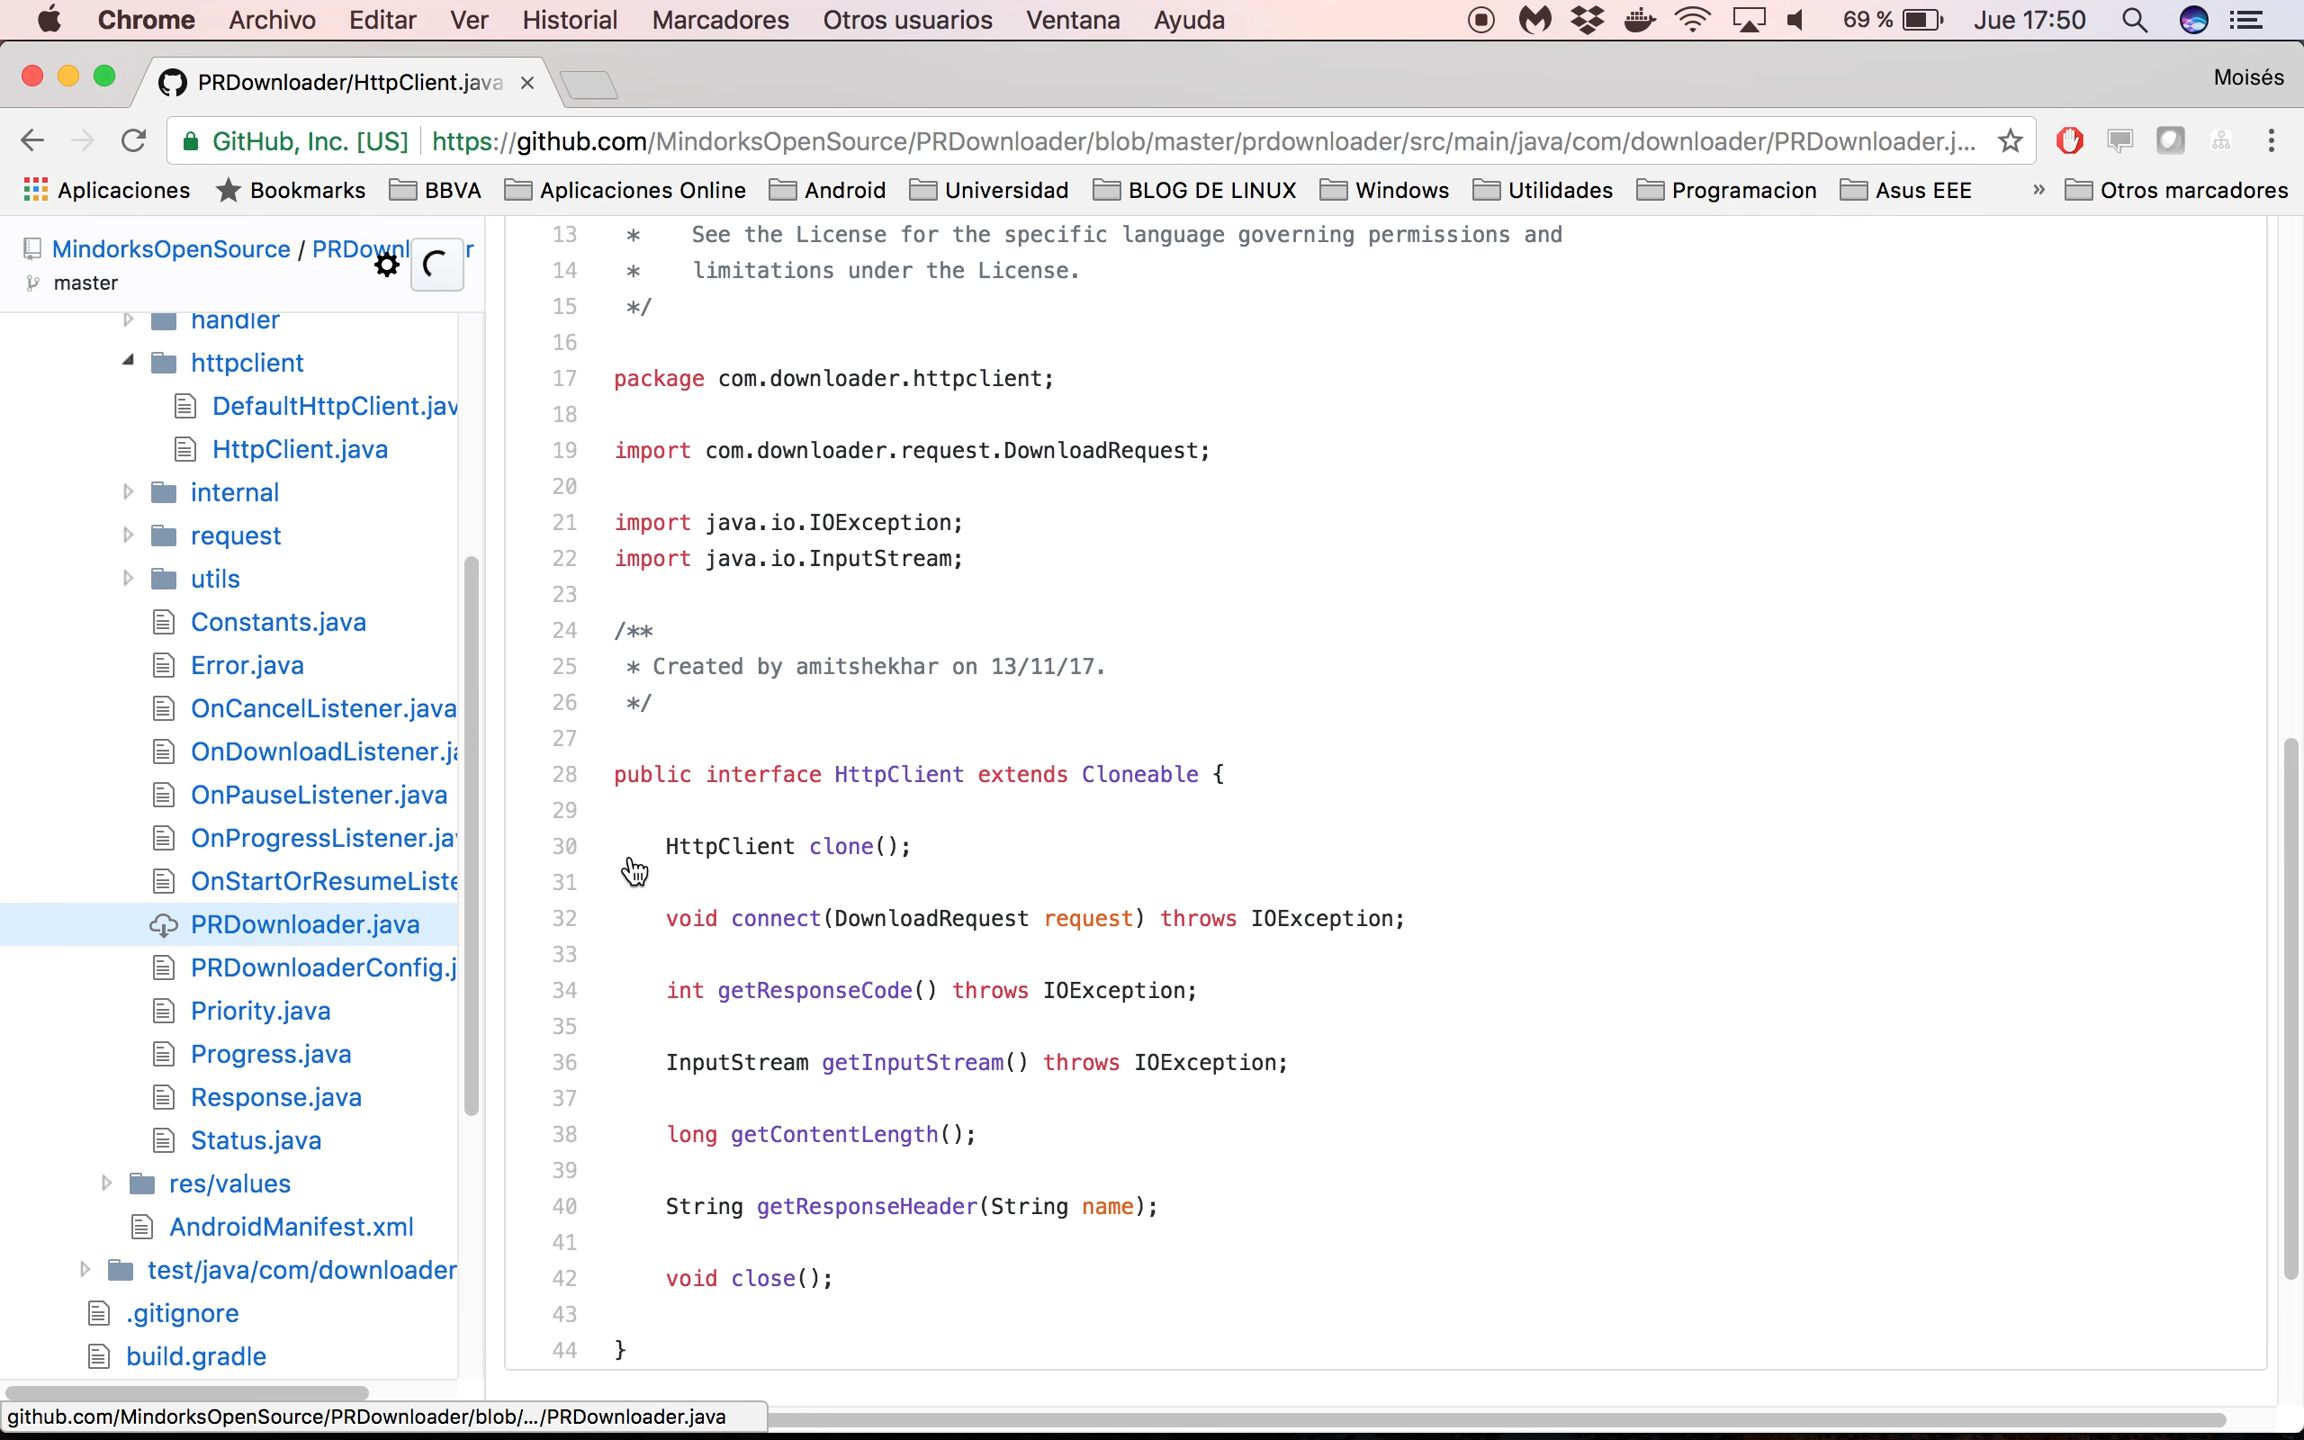 Chrome Archivo Editar Ver Historial Marcadores Otros usuarios Ventana Ayuda 69 % Jue 17:50
PRDownloader/HttpClient.java Moisés
GitHub, Inc. [US] https://github.com/MindorksOpenSource/PRDownloader/blob/master/prdownloader/src/main/java/com/downloader/PRDownloader.j...
Aplicaciones Bookmarks BBVA Aplicaciones Online Android Universidad BLOG DE LINUX Windows Utilidades Programacion Asus EEE » Otros marcadores
MindorksOpenSource / PRDownl r
master
handler
httpclient
DefaultHttpClient.jav
HttpClient.java
internal
request
utils
Constants.java
Error.java
OnCancelListener.java
OnDownloadListener.ja
OnPauseListener.java
OnProgressListener.jav
OnStartOrResumeListe
PRDownloader.java
PRDownloaderConfig.j
Priority.java
Progress.java
Response.java
Status.java
res/values
AndroidManifest.xml
test/java/com/downloader
.gitignore
build.gradle
13 * See the License for the specific language governing permissions and
14 * limitations under the License.
15 */
16
17 package com.downloader.httpclient;
18
19 import com.downloader.request.DownloadRequest;
20
21 import java.io.IOException;
22 import java.io.InputStream;
23
24 /**
25 * Created by amitshekhar on 13/11/17.
26 */
27
28 public interface HttpClient extends Cloneable {
29
30 HttpClient clone();
31
32 void connect(DownloadRequest request) throws IOException;
33
34 int getResponseCode() throws IOException;
35
36 InputStream getInputStream() throws IOException;
37
38 long getContentLength();
39
40 String getResponseHeader(String name);
41
42 void close();
43
44 }
github.com/MindorksOpenSource/PRDownloader/blob/.../PRDownloader.java